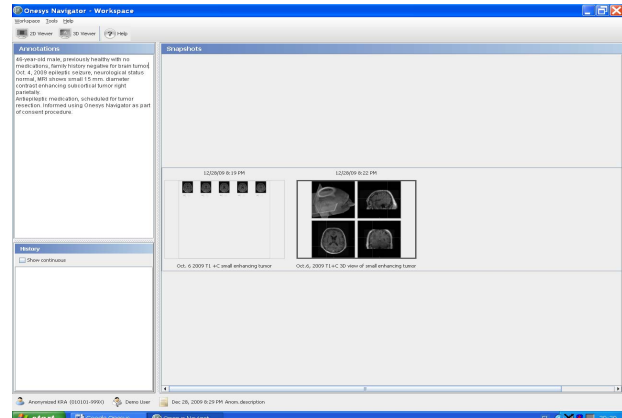 Onesys Navigator - Workspace
Workspace Tools Help
2D Viewer 3D Viewer Help
Annotations
46-year-old male, previously healthy with no
medications, family history negative for brain tumor.
Oct. 4, 2009 epileptic seizure, neurological status
normal, MRI shows small 15 mm. diameter
contrast enhancing subcortical tumor right
parietally.
Antiepileptic medication, scheduled for tumor
resection. Informed using Onesys Navigator as part
of consent procedure.
Snapshots
12/28/09 8:19 PM
12/28/09 8:22 PM
Oct. 6 2009 T1 +C small enhancing tumor
Oct.6, 2009 T1+C 3D view of small enhancing tumor
History
Show continuous
Anonymized KRA (010101-999X) Demo User Dec 28, 2009 8:29 PM Anom.description
start